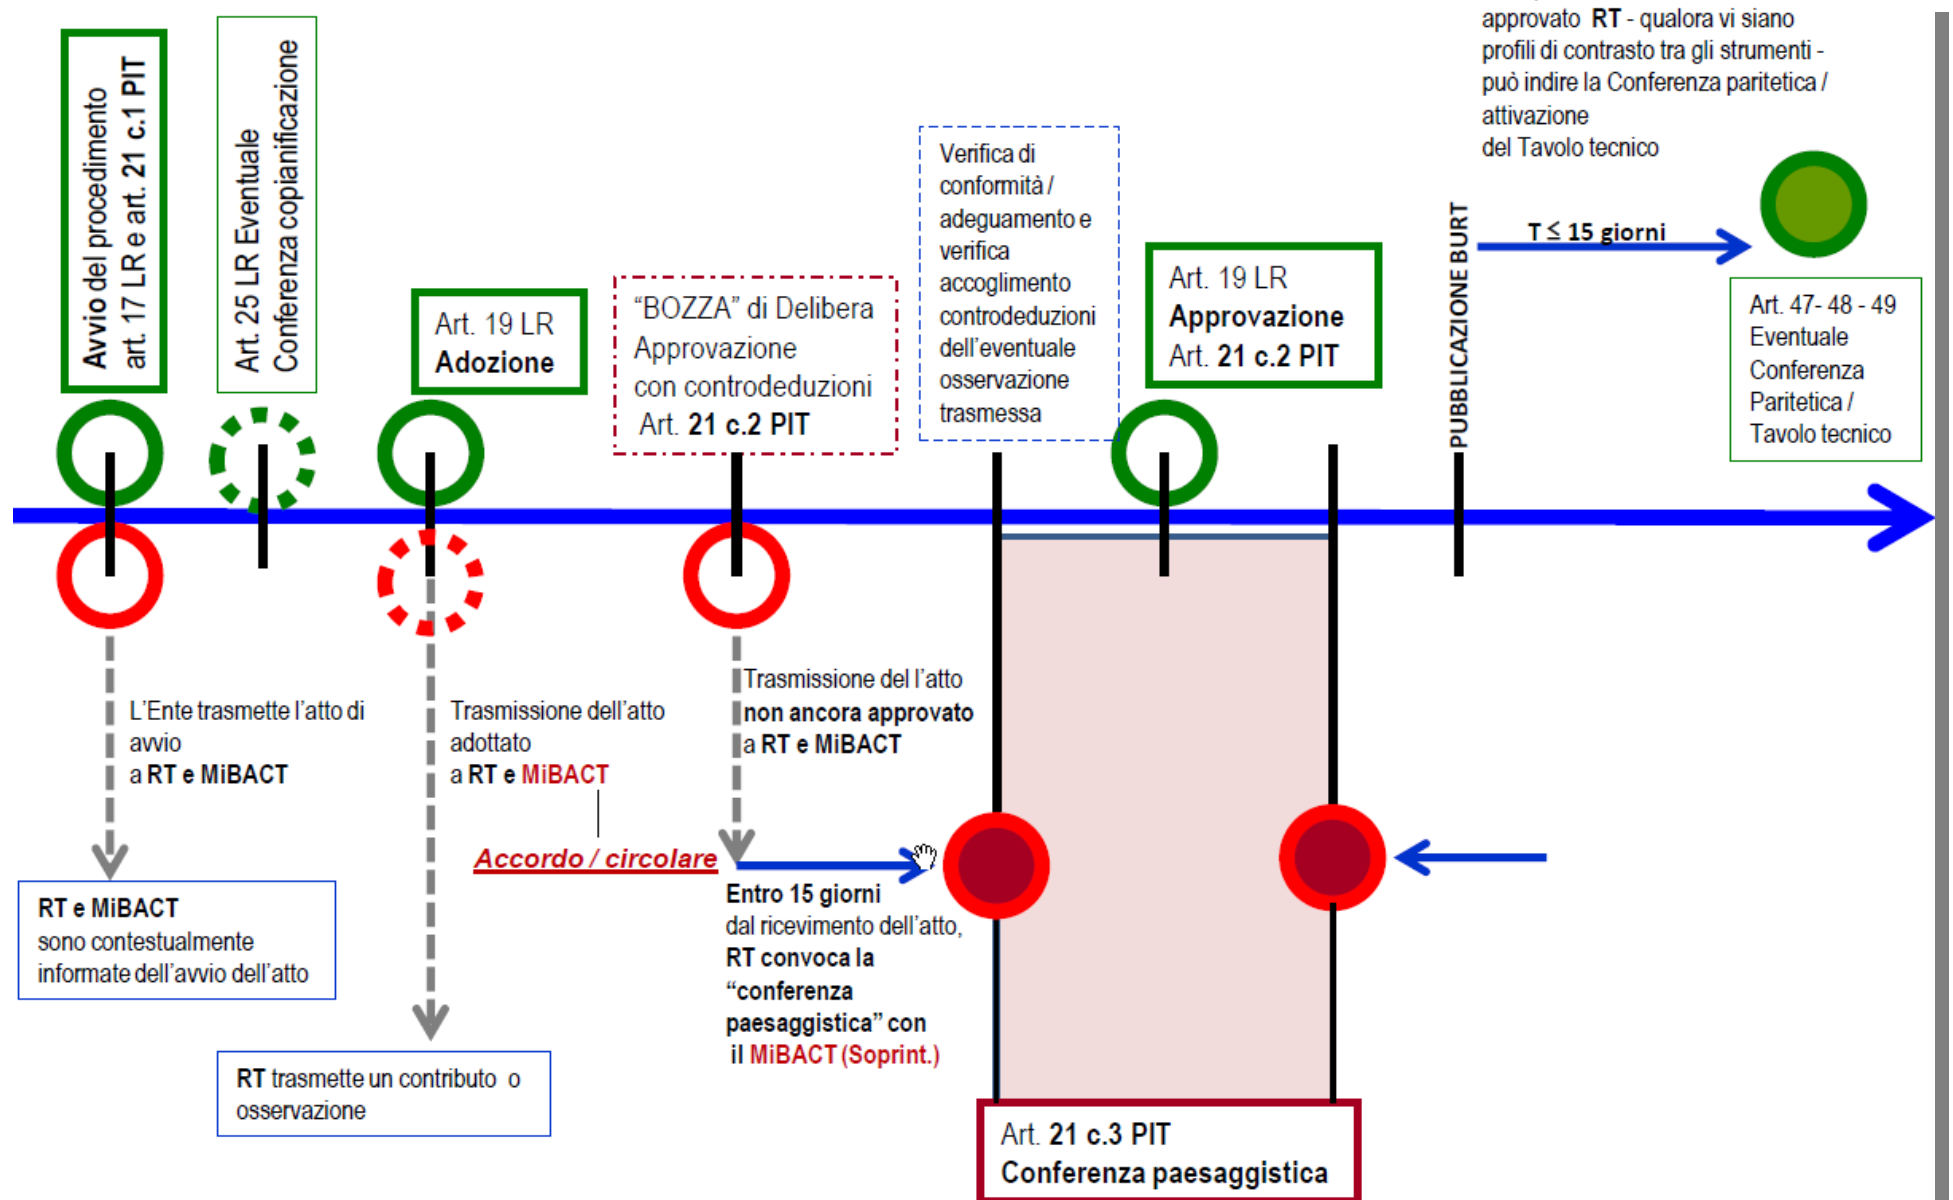 Avvio del procedimento
art. 17 LR e art. 21 c.1 PIT
Art. 25 LR Eventuale
Conferenza copianificazione
Art. 19 LR
Adozione
“BOZZA” di Delibera
Approvazione
con controdeduzioni
Art. 21 c.2 PIT
Verifica di
conformità /
adeguamento e
verifica
accoglimento
controdeduzioni
dell’eventuale
osservazione
trasmessa
Art. 19 LR
Approvazione
Art. 21 c.2 PIT
PUBBLICAZIONE BURT
approvato RT - qualora vi siano
profili di contrasto tra gli strumenti -
può indire la Conferenza paritetica /
attivazione
del Tavolo tecnico
T ≤ 15 giorni
Art. 47- 48 - 49
Eventuale
Conferenza
Paritetica /
Tavolo tecnico
L’Ente trasmette l’atto di
avvio
a RT e MiBACT
RT e MiBACT
sono contestualmente
informate dell’avvio dell’atto
Trasmissione dell’atto
adottato
a RT e MiBACT
Accordo / circolare
RT trasmette un contributo o
osservazione
Trasmissione del l’atto
non ancora approvato
a RT e MiBACT
Entro 15 giorni
dal ricevimento dell’atto,
RT convoca la
“conferenza
paesaggistica” con
il MiBACT (Soprint.)
Art. 21 c.3 PIT
Conferenza paesaggistica